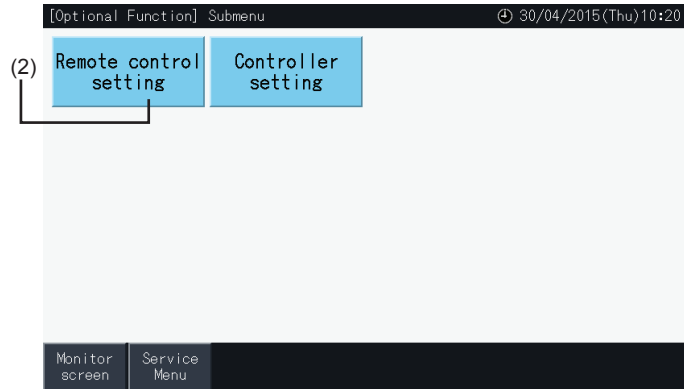 [Optional Function] Submenu 30/04/2015(Thu)10:20
(2)
Remote control
setting
Controller
setting
Monitor
screen
Service
Menu